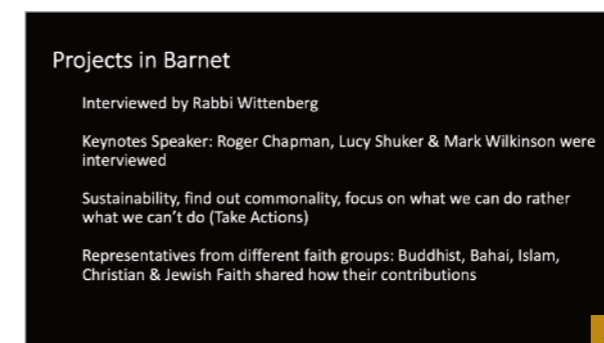 Projects in Barnet
Interviewed by Rabbi Wittenberg
Keynotes Speaker: Roger Chapman, Lucy Shuker & Mark Wilkinson were
interviewed
Sustainability, find out commonality, focus on what we can do rather
what we can't do (Take Actions)
Representatives from different faith groups: Buddhist, Bahai, Islam,
Christian & Jewish Faith shared how their contributions